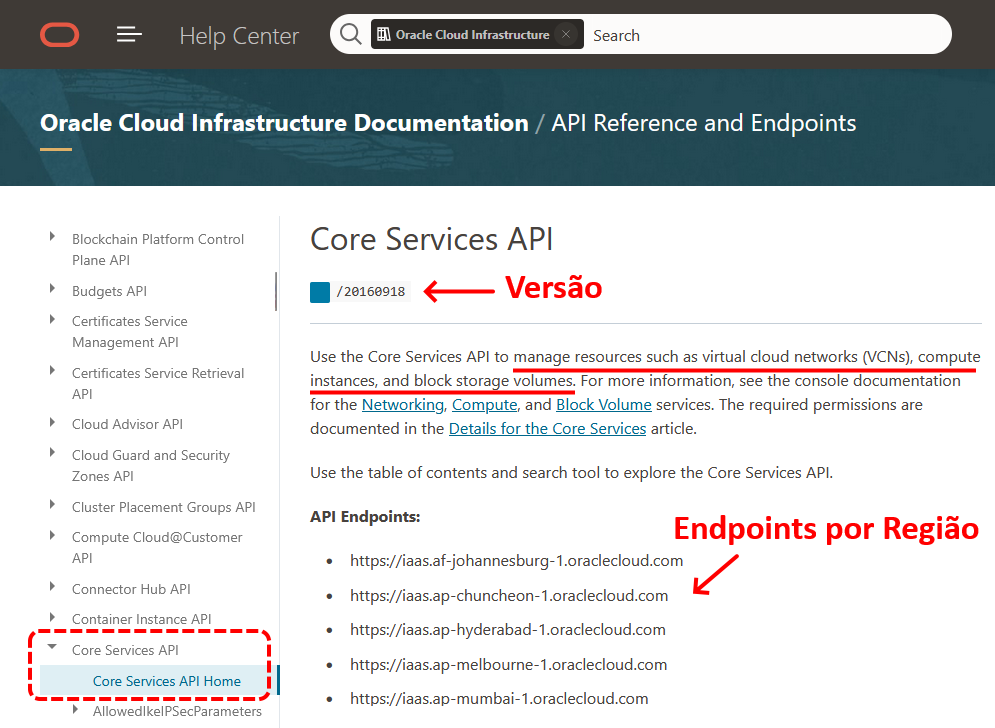 Help Center
Oracle Cloud Infrastructure
Search
Oracle Cloud Infrastructure Documentation / API Reference and Endpoints
Blockchain Platform Control
Plane API
Budgets API
Certificates Service
Management API
Certificates Service Retrieval
API
Cloud Advisor API
Cloud Guard and Security
Zones API
Cluster Placement Groups API
Compute Cloud@Customer
API
Connector Hub API
Container Instance API
Core Services API
Core Services API Home
AllowedIkeIPSecParameters
Core Services API
/20160918
Versão
Use the Core Services API to manage resources such as virtual cloud networks (VCNs), compute
instances, and block storage volumes. For more information, see the console documentation
for the Networking, Compute, and Block Volume services. The required permissions are
documented in the Details for the Core Services article.
Use the table of contents and search tool to explore the Core Services API.
API Endpoints:
Endpoints por Região
• https://iaas.af-johannesburg-1.oraclecloud.com
• https://iaas.ap-chuncheon-1.oraclecloud.com
• https://iaas.ap-hyderabad-1.oraclecloud.com
• https://iaas.ap-melbourne-1.oraclecloud.com
• https://iaas.ap-mumbai-1.oraclecloud.com